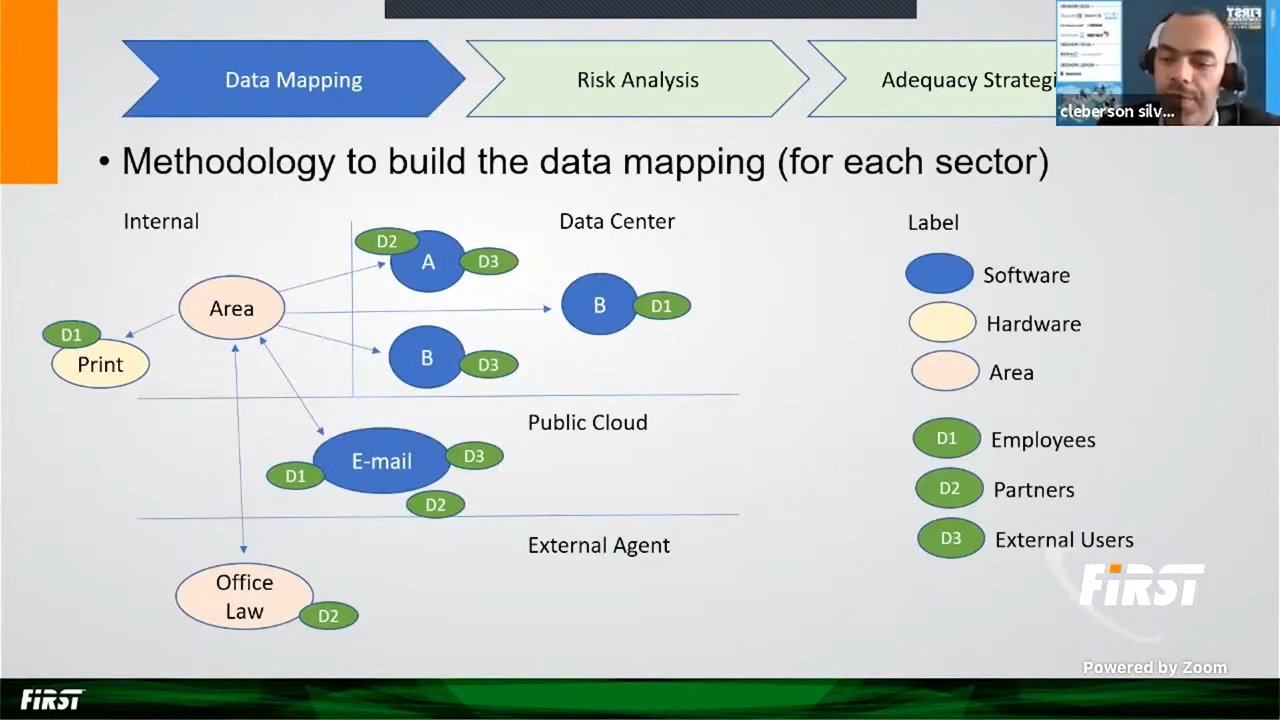 Data Mapping
Risk Analysis
Adequacy Strategi
cleberson silv...
• Methodology to build the data mapping (for each sector)
Internal
Data Center
Label
D2
A
D3
Software
Area
B
D1
Hardware
D1
Print
B
D3
Area
Public Cloud
D1
Employees
E-mail
D3
D1
D2
D2
Partners
External Agent
D3
External Users
Office
Law
D2
FIRST
Powered by Zoom
FIRST